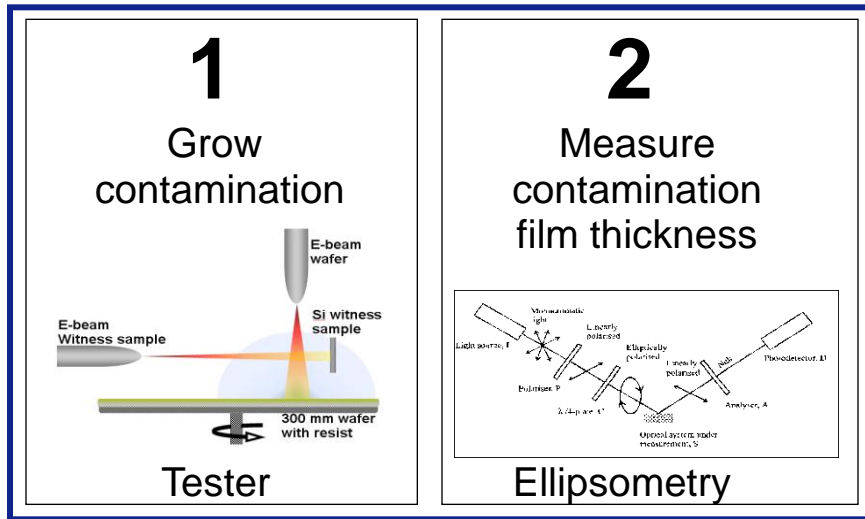 1
Grow
contamination
E-beam
wafer
Si witness
sample
E-beam
Witness sample
300 mm wafer
with resist
Tester
2
Measure
contamination
film thickness
light
Linearly
polarised
Elliptically
polarised
Light source,
Linearly
polarised
Null
Photodetector, D
Polariser P
Analyser, A
Optical system under
measurement, S
Ellipsometry